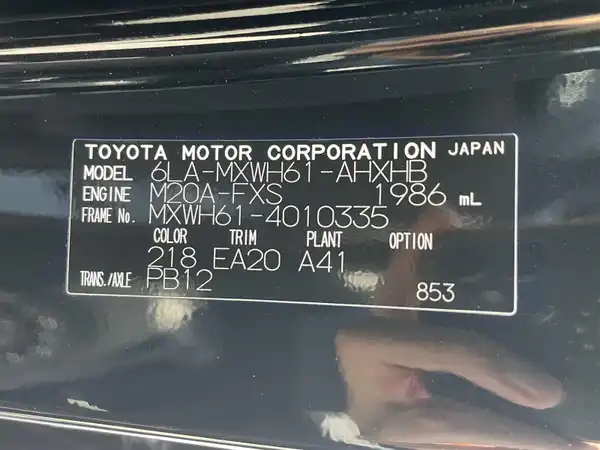 TOYOTA MOTOR CORPORATION JAPAN
MODEL 6LA-MXWH61-AHXHB
ENGINE M20A-FXS 1986 mL
FRAME No. MXWH61-4010335
COLOR TRIM PLANT OPTION
218 EA20 A41
TRANS./AXLE PB12
853